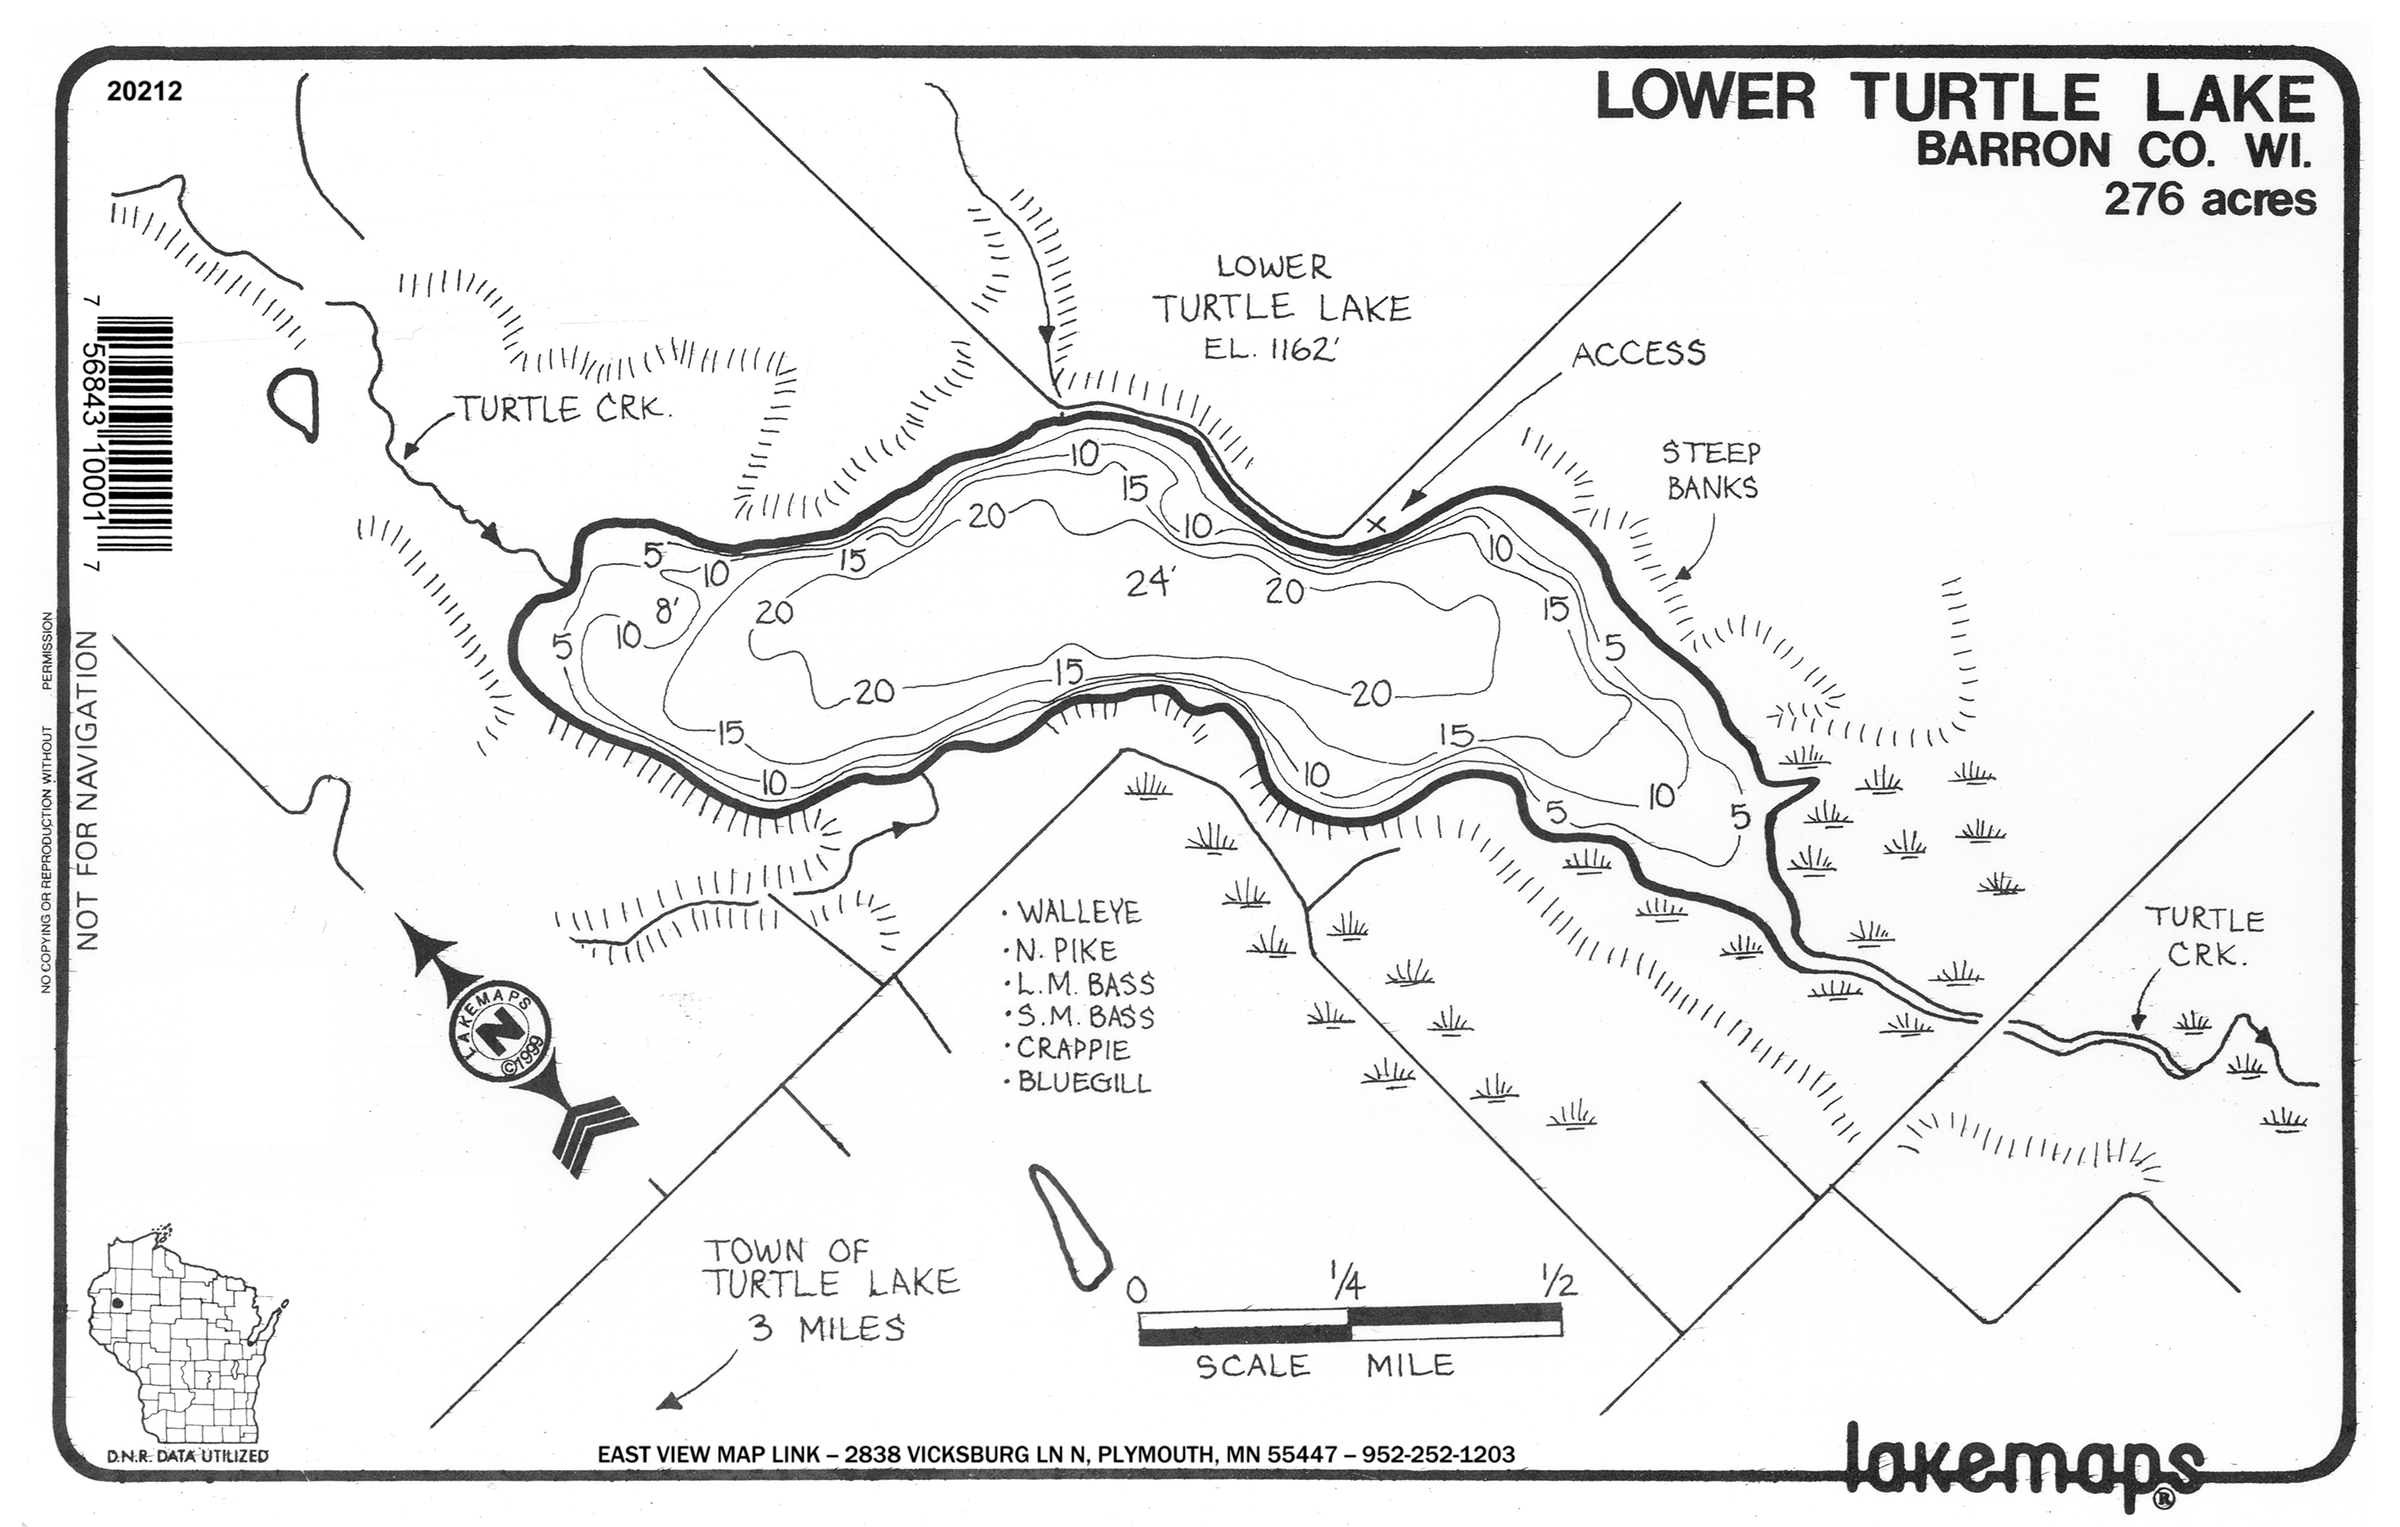 20212
LOWER TURTLE LAKE
BARRON CO. WI.
276 acres
LOWER
TURTLE LAKE
EL. 1162'
ACCESS
STEEP
BANKS
TURTLE CRK.
7 56843 10001 7
NO COPYING OR REPRODUCTION WITHOUT PERMISSION
NOT FOR NAVIGATION
10
15
20
10
5
10
15
10
8'
20
24'
20
15
5
10
5
15
20
20
15
15
10
10
10
5
5
TURTLE
CRK.
LAKEMAPS
N
©1999
• WALLEYE
• N. PIKE
• L.M. BASS
• S.M. BASS
• CRAPPIE
• BLUEGILL
TOWN OF
TURTLE LAKE
3 MILES
0 1/4 1/2
SCALE MILE
D.N.R. DATA UTILIZED
EAST VIEW MAP LINK – 2838 VICKSBURG LN N, PLYMOUTH, MN 55447 – 952-252-1203
lakemaps®